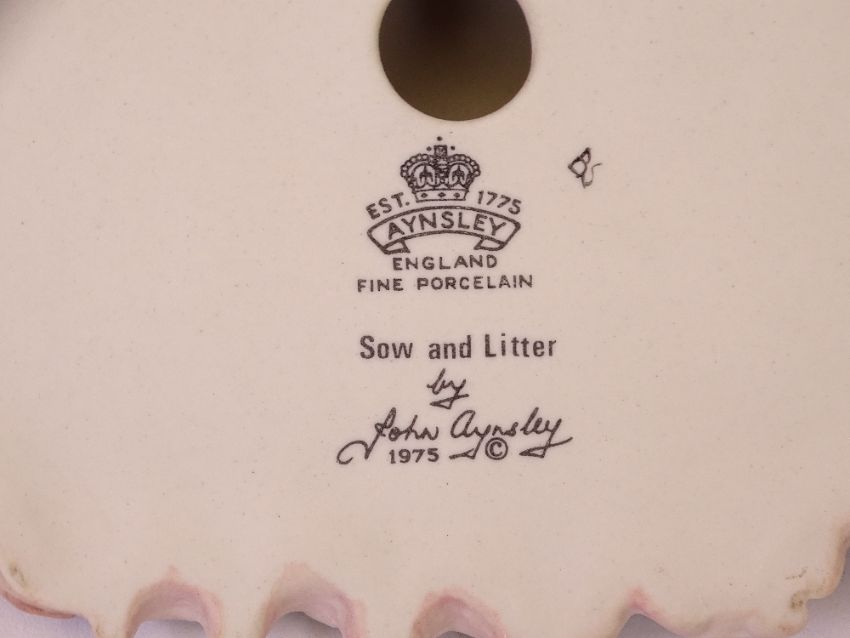 EST. 1775
AYNSLEY
ENGLAND
FINE PORCELAIN
Sow and Litter
by
John Aynsley
1975 ©